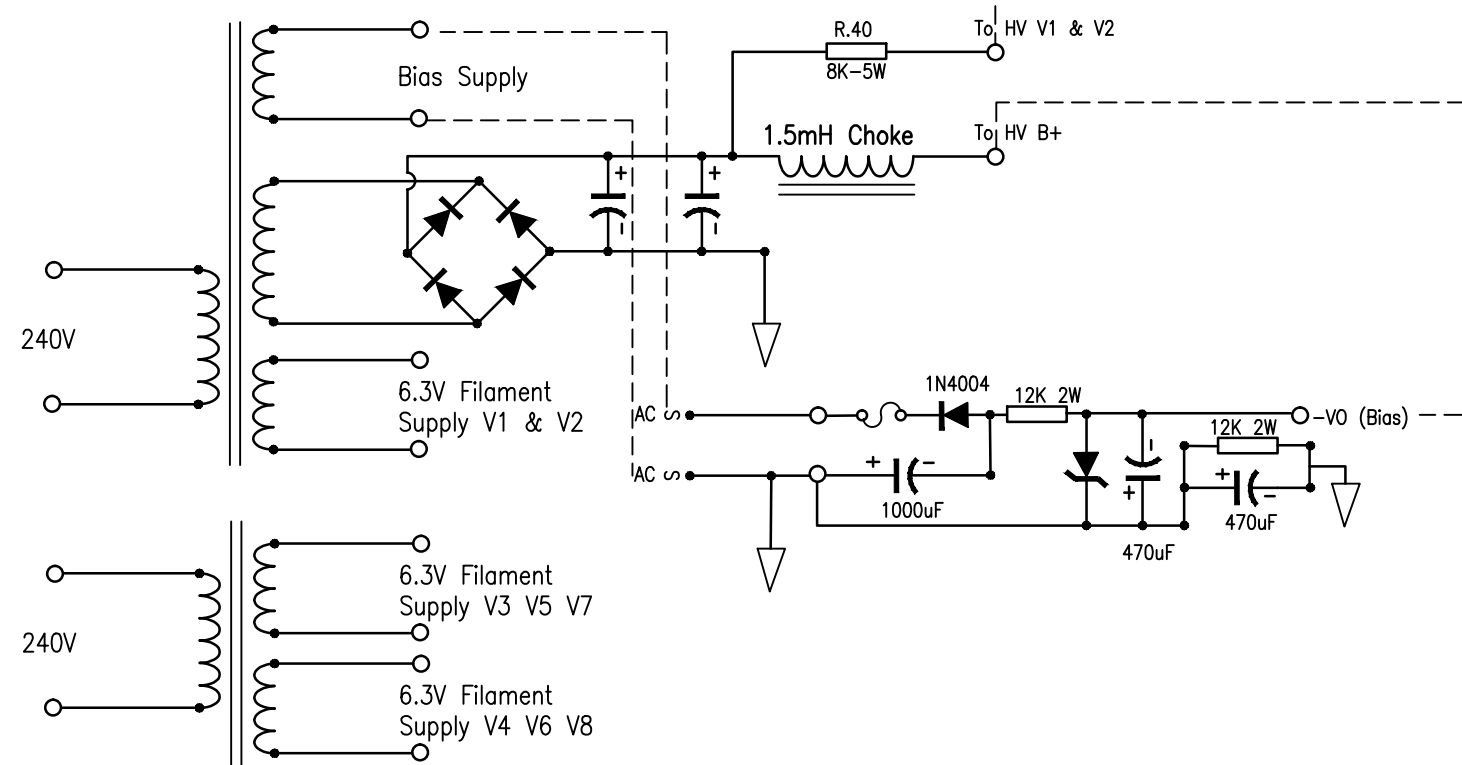 R.40
8K-5W
To HV V1 & V2
Bias Supply
1.5mH Choke
To HV B+
+
+
-
-
240V
6.3V Filament
Supply V1 & V2
1N4004
12K 2W
AC
-VO (Bias)
12K 2W
AC
+ -
-
+
+ -
1000uF
470uF
470uF
6.3V Filament
Supply V3 V5 V7
240V
6.3V Filament
Supply V4 V6 V8